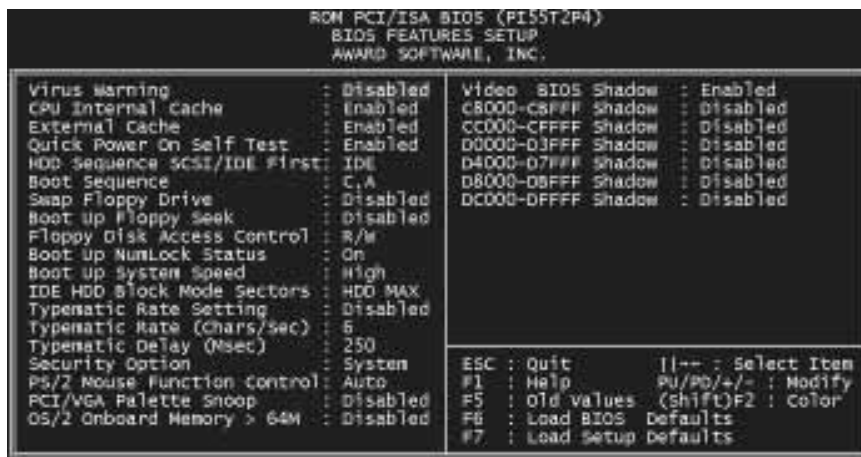 ROM PCI/ISA BIOS (PI55T2P4)
BIOS FEATURES SETUP
AWARD SOFTWARE, INC.
Virus Warning : Disabled
CPU Internal Cache : Enabled
External Cache : Enabled
Quick Power On Self Test : Enabled
HDD Sequence SCSI/IDE First: IDE
Boot Sequence : C,A
Swap Floppy Drive : Disabled
Boot Up Floppy Seek : Disabled
Floppy Disk Access Control : R/W
Boot Up NumLock Status : On
Boot Up System Speed : High
IDE HDD Block Mode Sectors : HDD MAX
Typematic Rate Setting : Disabled
Typematic Rate (Chars/Sec) : 6
Typematic Delay (Msec) : 250
Security Option : System
PS/2 Mouse Function Control: Auto
PCI/VGA Palette Snoop : Disabled
OS/2 Onboard Memory > 64M : Disabled
Video BIOS Shadow : Enabled
C8000-CBFFF Shadow : Disabled
CC000-CFFFF Shadow : Disabled
D0000-D3FFF Shadow : Disabled
D4000-D7FFF Shadow : Disabled
D8000-DBFFF Shadow : Disabled
DC000-DFFFF Shadow : Disabled
ESC : Quit : Select Item
F1 : Help PU/PD/+/- : Modify
F5 : Old Values (Shift)F2 : Color
F6 : Load BIOS Defaults
F7 : Load Setup Defaults